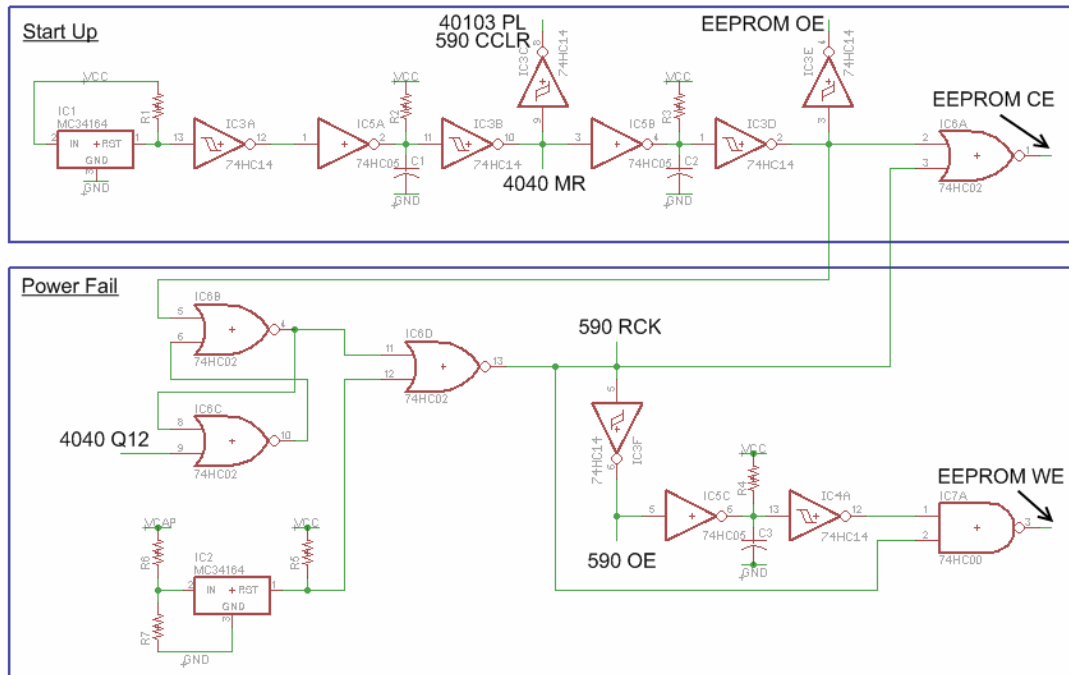 Start Up
40103 PL
590 CCLR
EEPROM OE
EEPROM CE
VCC
IC1
MC34164
2 IN RST 1
GND
3
GND
R1
13 IC3A 12
74HC14
1 IC5A 2
74HC05
VCC
R2
C1
GND
11 IC3B 10
74HC14
8 IC3C 9
74HC14
4040 MR
3 IC5B 4
74HC05
VCC
R3
C2
GND
1 IC3D 2
74HC14
4 IC3E 3
74HC14
IC6A
2
3
1
74HC02
Power Fail
IC6B
5
6
4
74HC02
IC6C
8
9
10
74HC02
4040 Q12
IC6D
11
12
13
74HC02
590 RCK
5
74HC14
IC3F
6
590 OE
5 IC5C 6
74HC05
VCC
R4
C3
GND
13 IC4A 12
74HC14
EEPROM WE
IC7A
1
2
3
74HC00
VCAP
R6
R7
IC2
MC34164
2 IN RST 1
GND
3
GND
VCC
R5